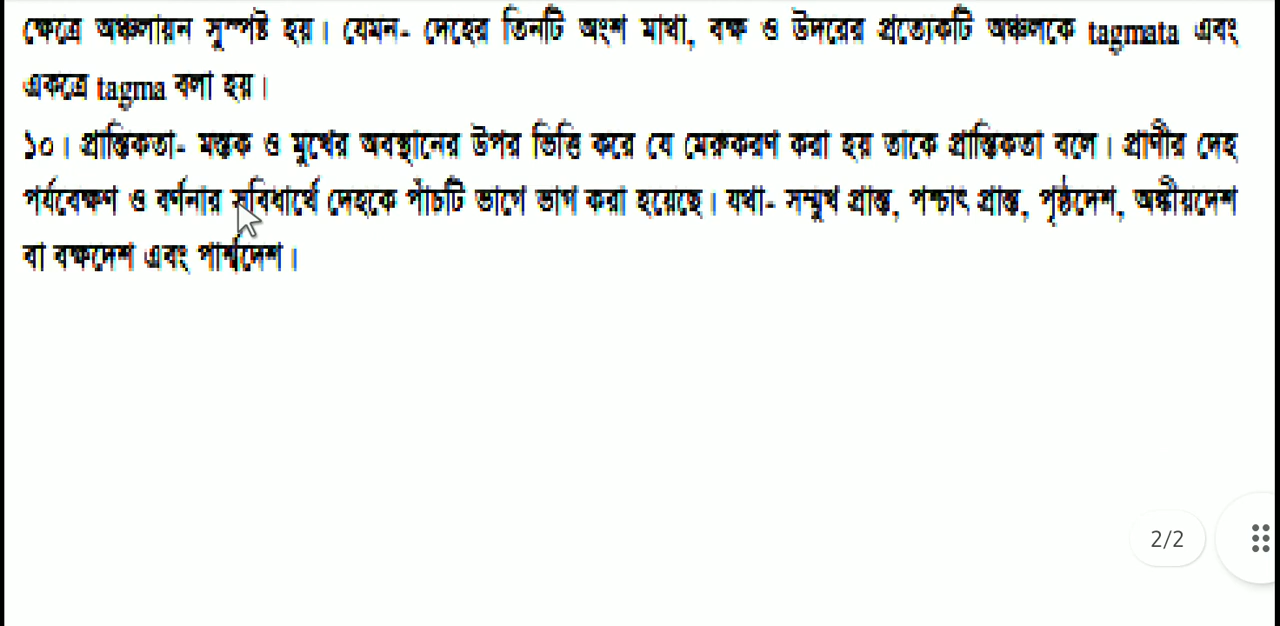 ক্ষেত্রে অঞ্চলায়ন সুস্পষ্ট হয়। যেমন- দেহের তিনটি অংশ মাথা, বক্ষ ও উদরের প্রত্যেকটি অঞ্চলকে tagmata এবং
একত্রে tagma বলা হয়।
১০। প্রান্তিকতা- মস্তক ও মুখের অবস্থানের উপর ভিত্তি করে যে মেরুকরণ করা হয় তাকে প্রান্তিকতা বলে। প্রাণীর দেহ
পর্যবেক্ষণ ও বর্ণনার সুবিধার্থে দেহকে পাঁচটি ভাগে ভাগ করা হয়েছে। যথা- সম্মুখ প্রান্ত, পশ্চাৎ প্রান্ত, পৃষ্ঠদেশ, অঙ্কীয়দেশ
বা বক্ষদেশ এবং পার্শ্বদেশ।
2/2